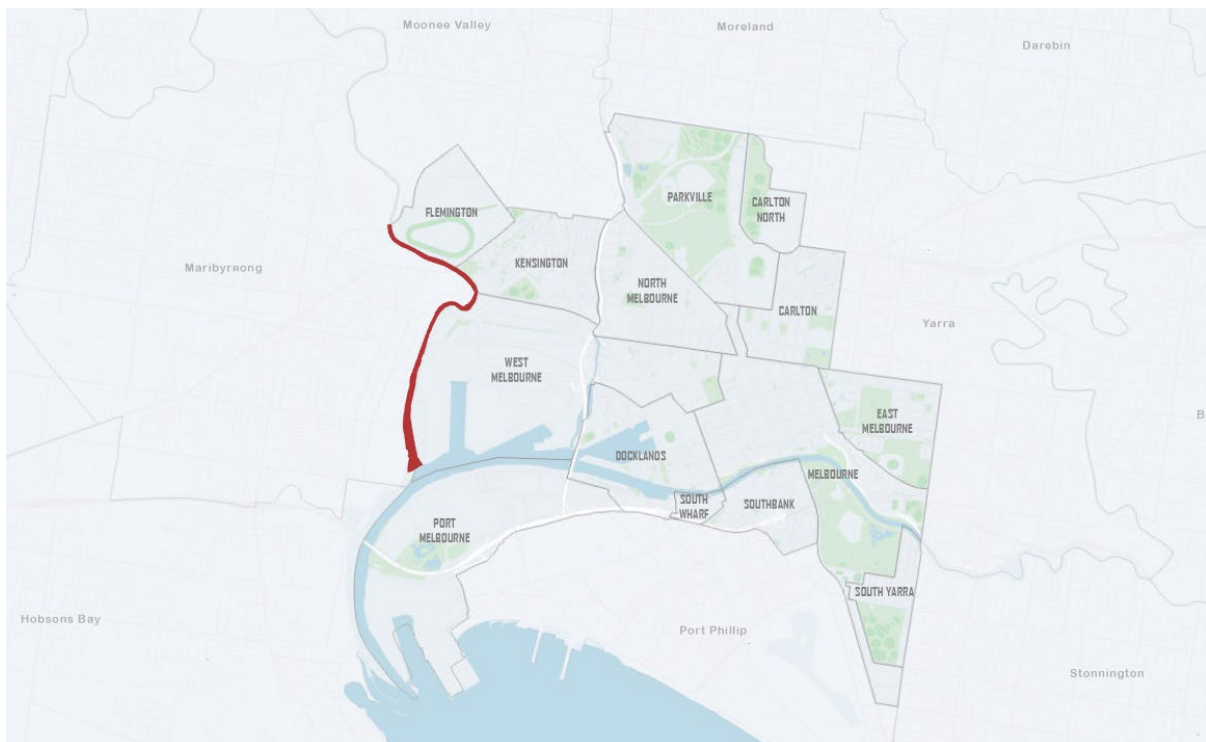 Moonee Valley
Moreland
Darebin
FLEMINGTON
PARKVILLE
CARLTON
NORTH
KENSINGTON
Maribyrnong
NORTH
MELBOURNE
CARLTON
Yarra
WEST
MELBOURNE
EAST
MELBOURNE
B
DOCKLANDS
MELBOURNE
SOUTH
WHARF
SOUTHBANK
PORT
MELBOURNE
SOUTH YARRA
Hobsons Bay
Port Phillip
Stonnington